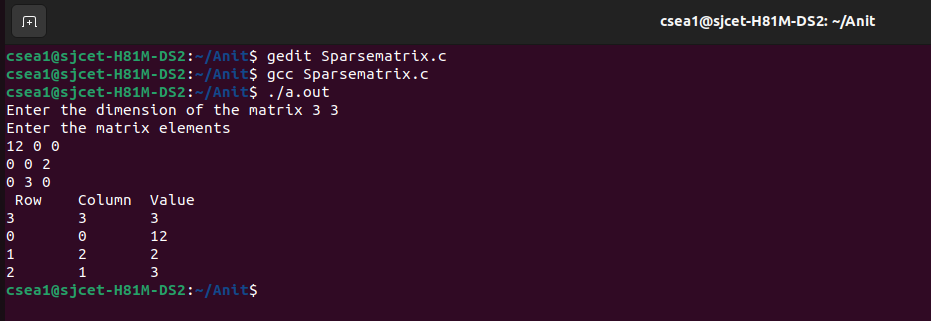 csea1@sjcet-H81M-DS2: ~/Anit
csea1@sjcet-H81M-DS2:~/Anit$ gedit Sparsematrix.c
csea1@sjcet-H81M-DS2:~/Anit$ gcc Sparsematrix.c
csea1@sjcet-H81M-DS2:~/Anit$ ./a.out
Enter the dimension of the matrix 3 3
Enter the matrix elements
12 0 0
0 0 2
0 3 0
 Row    Column  Value
3       3       3
0       0       12
1       2       2
2       1       3
csea1@sjcet-H81M-DS2:~/Anit$